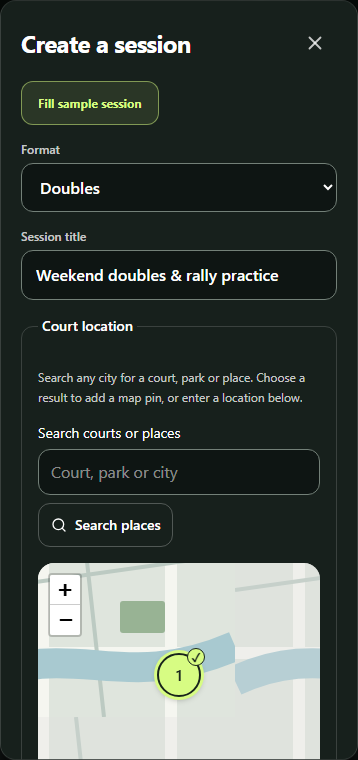 Create a session
Fill sample session
Format
Doubles
Session title
Weekend doubles & rally practice
Court location
Search any city for a court, park or place. Choose a
result to add a map pin, or enter a location below.
Search courts or places
Court, park or city
Search places
+
−
1